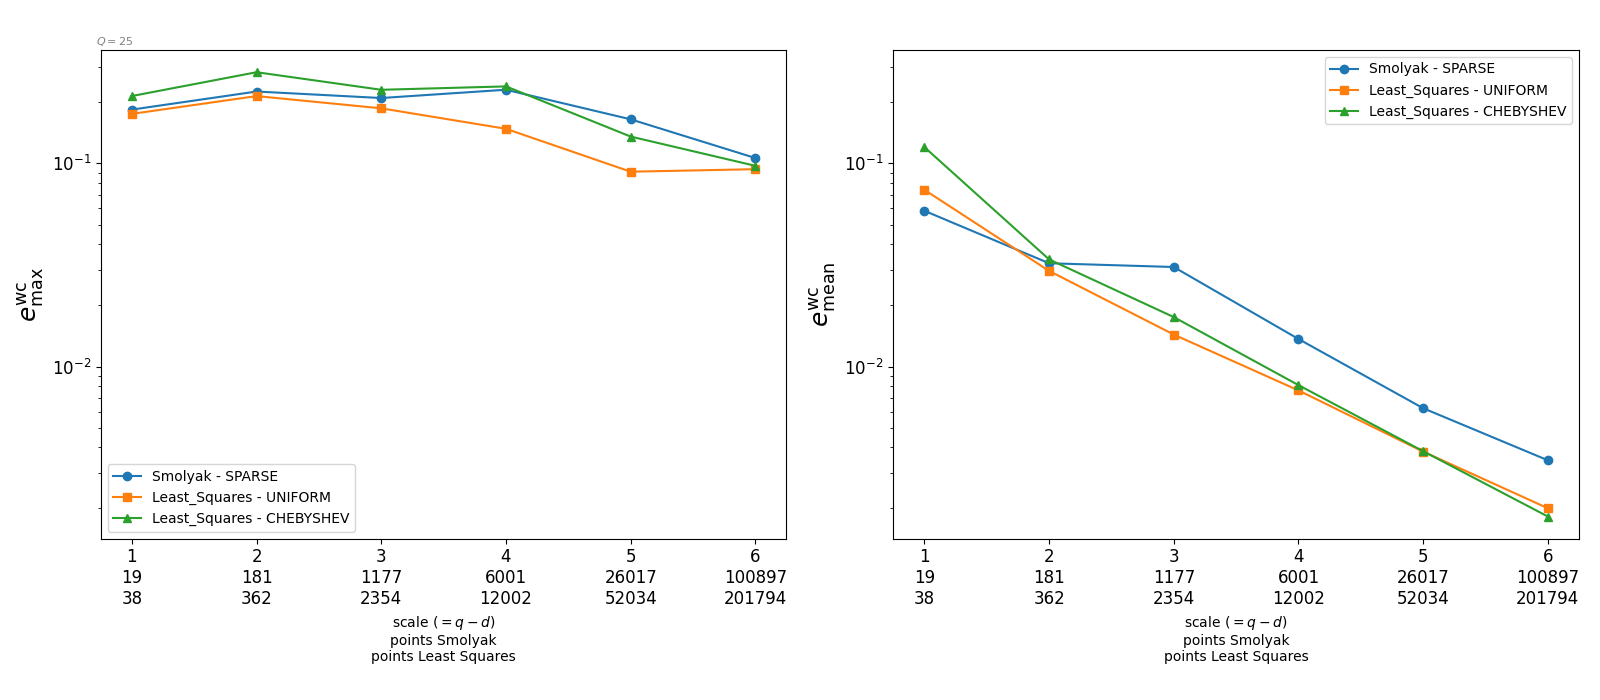 Q = 25
10⁻¹
10⁻²
e^wc_max
Smolyak - SPARSE
Least_Squares - UNIFORM
Least_Squares - CHEBYSHEV
1 2 3 4 5 6
19 181 1177 6001 26017 100897
38 362 2354 12002 52034 201794
scale (= q − d)
points Smolyak
points Least Squares
Smolyak - SPARSE
Least_Squares - UNIFORM
Least_Squares - CHEBYSHEV
10⁻¹
10⁻²
e^wc_mean
1 2 3 4 5 6
19 181 1177 6001 26017 100897
38 362 2354 12002 52034 201794
scale (= q − d)
points Smolyak
points Least Squares